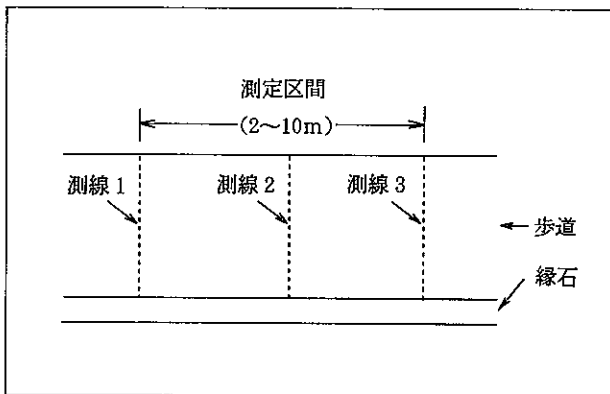 測定区間
(2～10m)
測線1
測線2
測線3
歩道
縁石